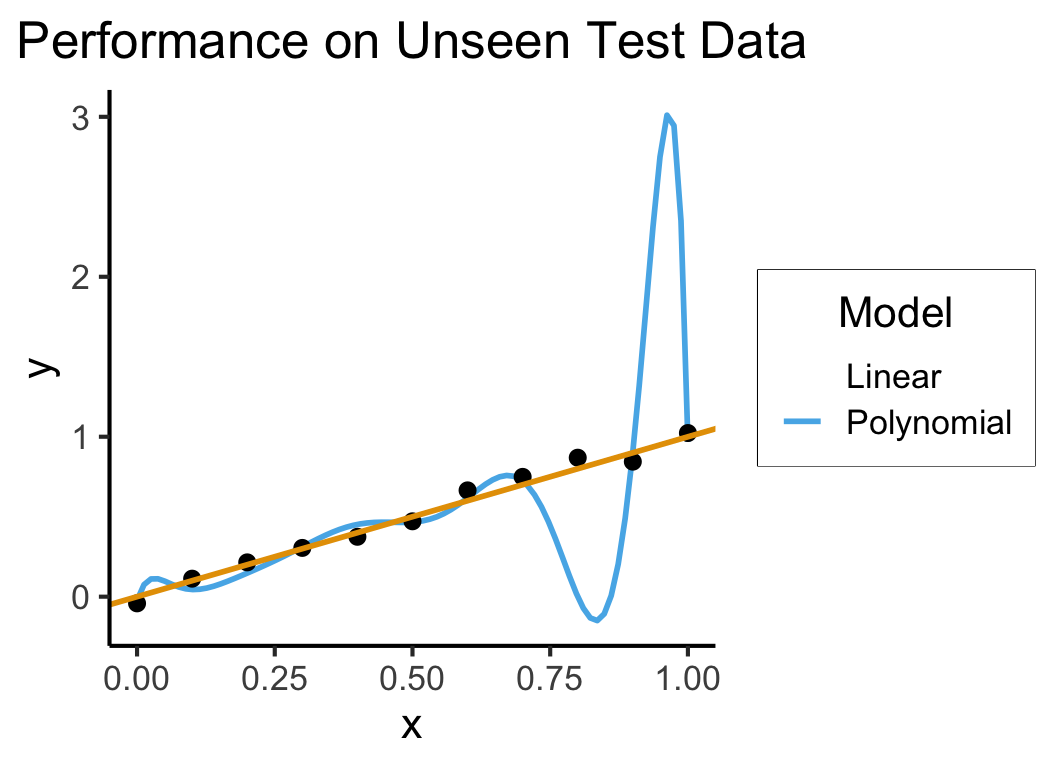 Performance on Unseen Test Data
3
2
1
0
y
0.00 0.25 0.50 0.75 1.00
x
Model
Linear
Polynomial